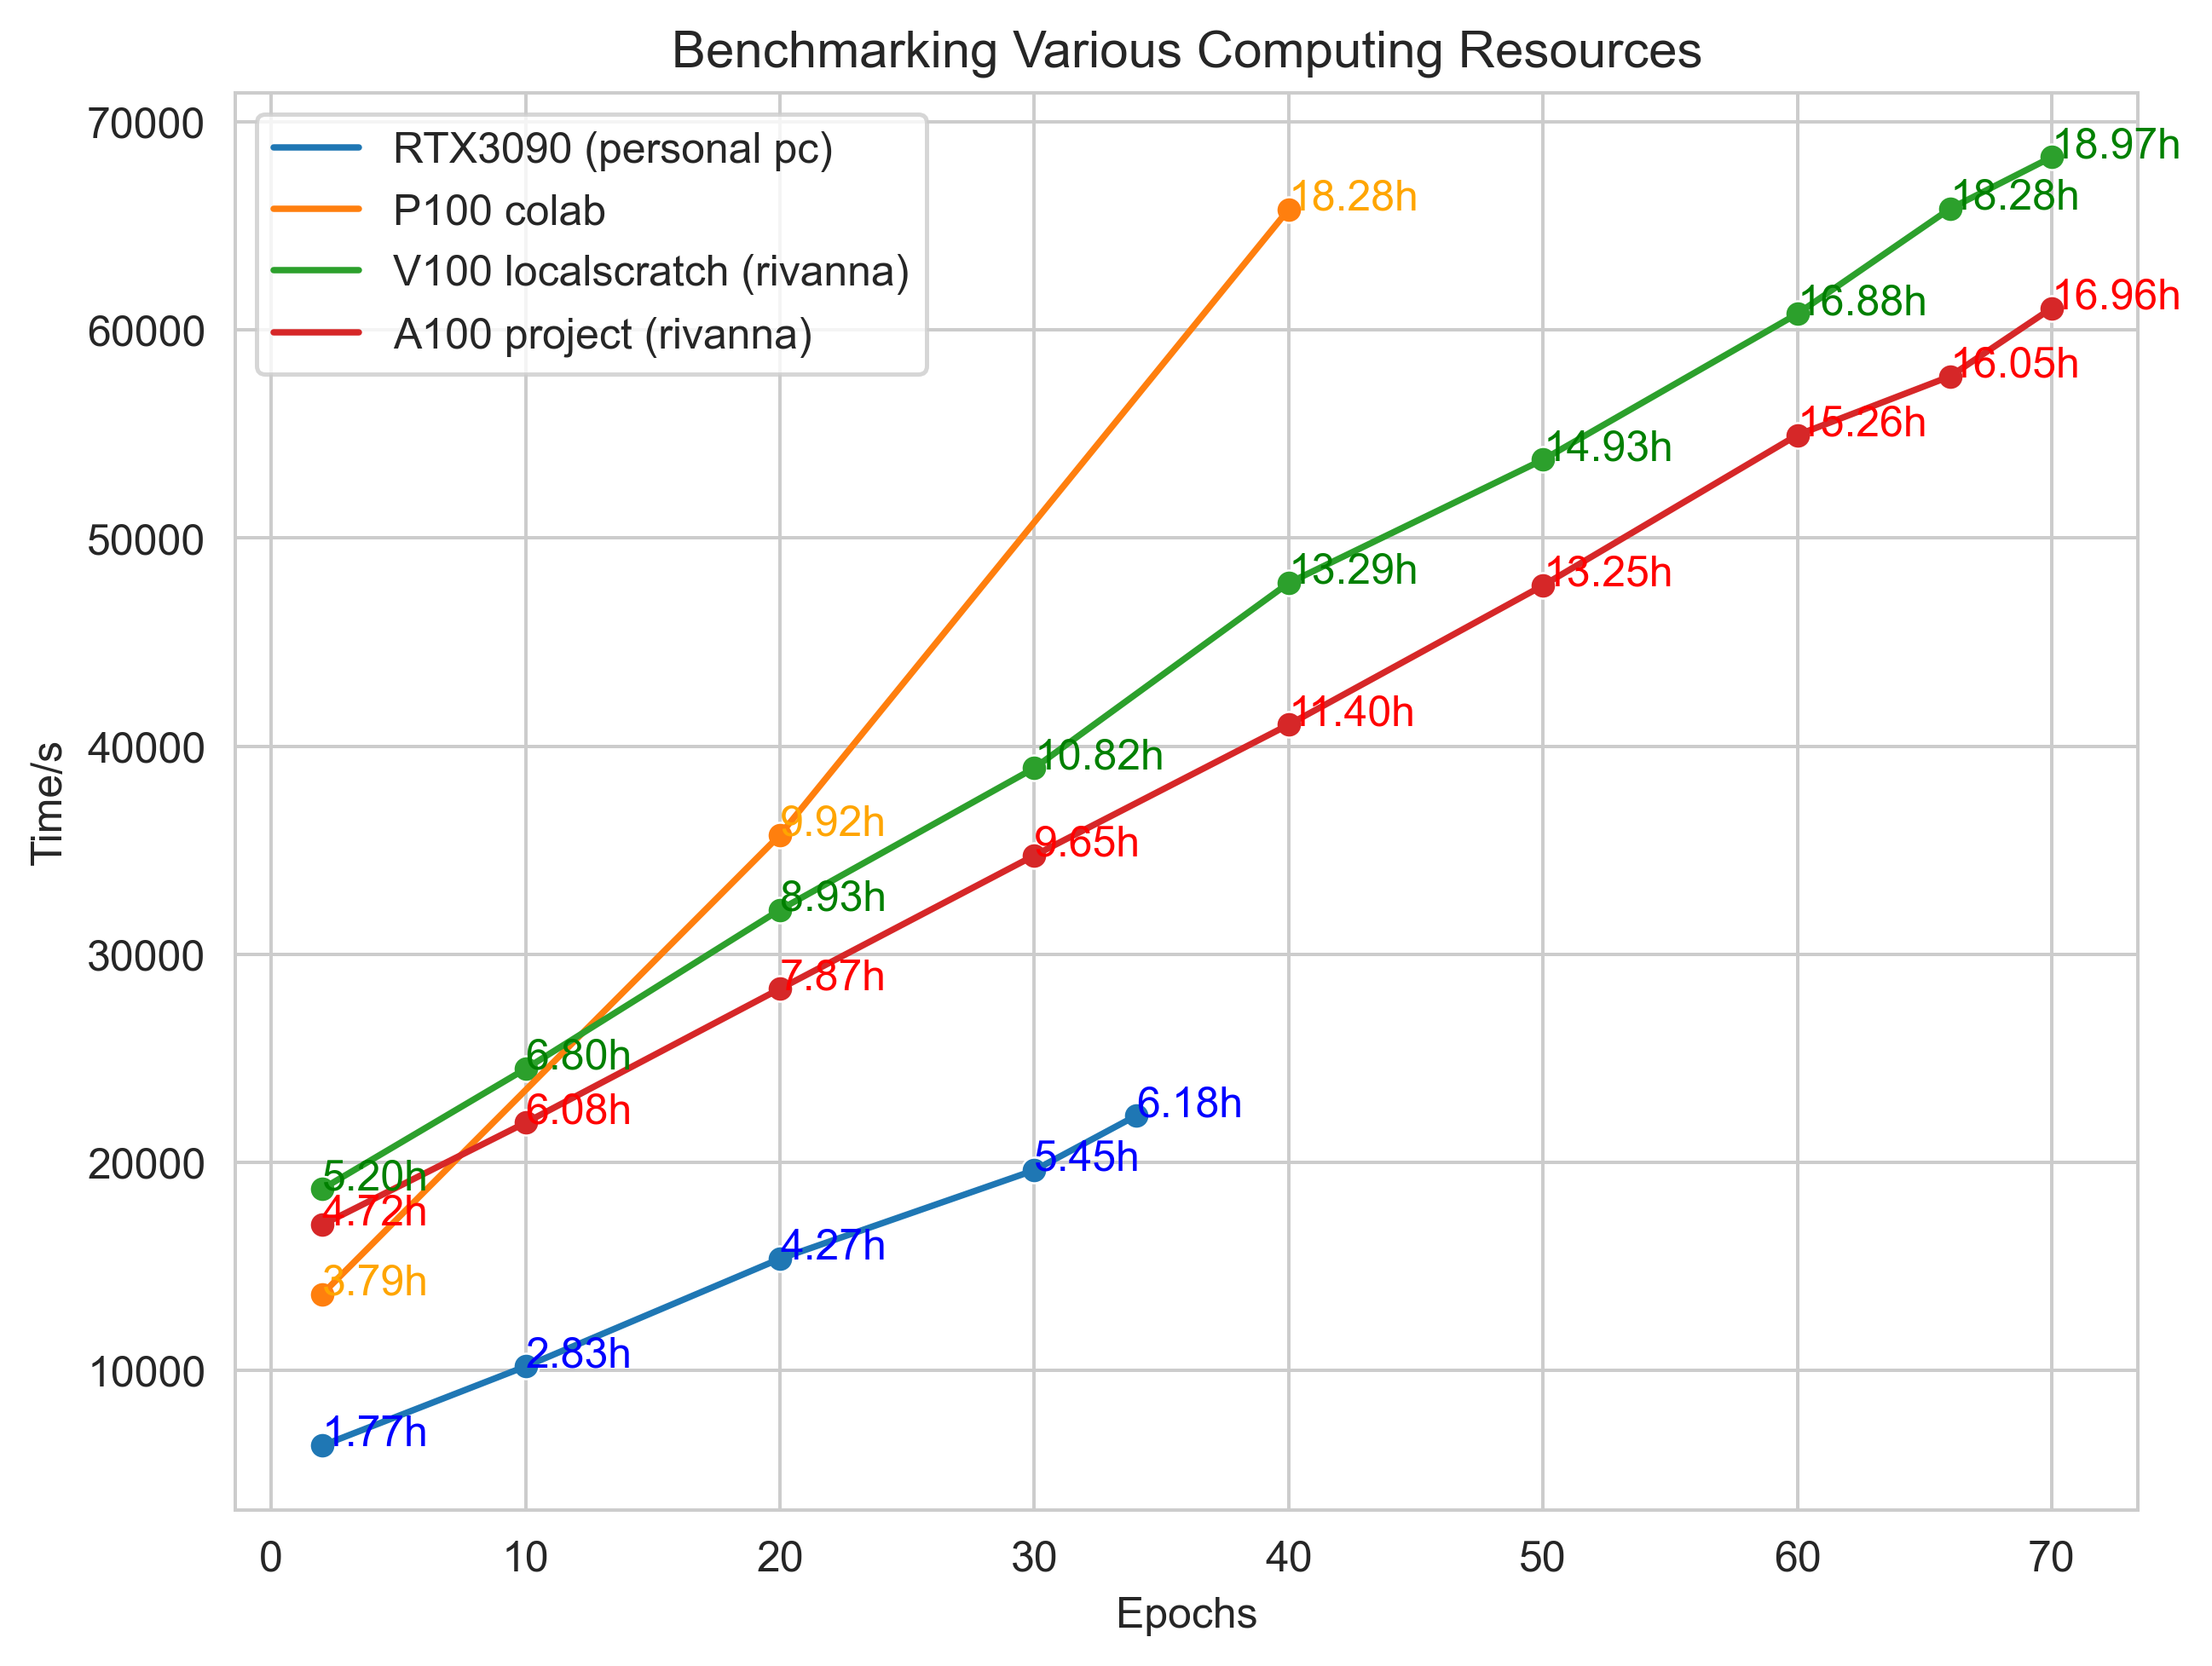 Benchmarking Various Computing Resources
70000
60000
50000
40000
30000
20000
10000
Time/s
RTX3090 (personal pc)
P100 colab
V100 localscratch (rivanna)
A100 project (rivanna)
18.97h
18.28h
18.28h
16.96h
16.88h
16.05h
15.26h
14.93h
13.25h
13.29h
11.40h
10.82h
9.92h
9.65h
8.93h
7.87h
6.80h
6.08h
6.18h
5.45h
5.20h
4.72h
4.27h
3.79h
2.83h
1.77h
0 10 20 30 40 50 60 70
Epochs